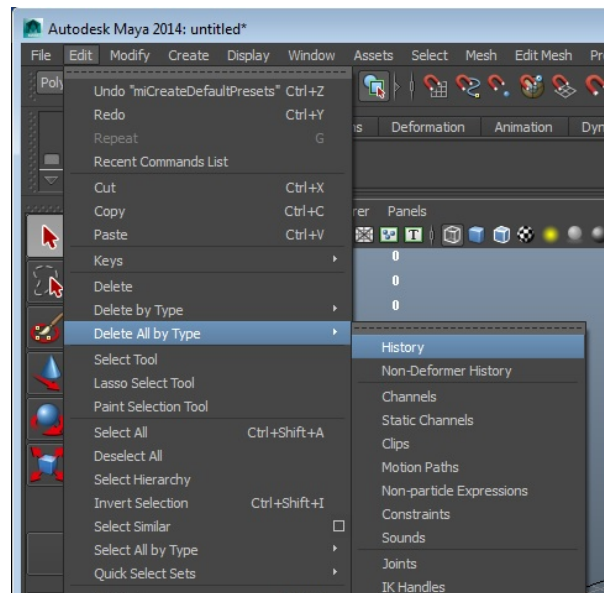 Autodesk Maya 2014: untitled*
File Edit Modify Create Display Window Assets Select Mesh Edit Mesh
Undo "miCreateDefaultPresets" Ctrl+Z
Redo Ctrl+Y
Repeat G
Deformation Animation
Recent Commands List
Cut Ctrl+X
Copy Ctrl+C
Panels
Paste Ctrl+V
T
0
Keys
0
Delete
0
Delete by Type
Delete All by Type
History
Select Tool
Non-Deformer History
Lasso Select Tool
Channels
Paint Selection Tool
Static Channels
Select All Ctrl+Shift+A
Clips
Deselect All
Motion Paths
Select Hierarchy
Non-particle Expressions
Invert Selection Ctrl+Shift+I
Constraints
Select Similar
Sounds
Select All by Type
Joints
Quick Select Sets
IK Handles